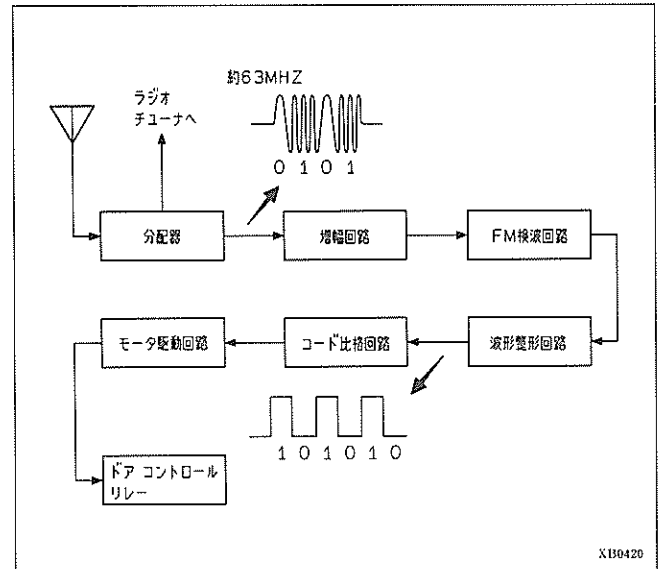 約63MHZ
ラジオ
チューナへ
0 1 0 1
分配器
増幅回路
FM検波回路
モータ駆動回路
コード比格回路
波形整形回路
1 0 1 0 1 0
ドア コントロール
リレー
XB0420